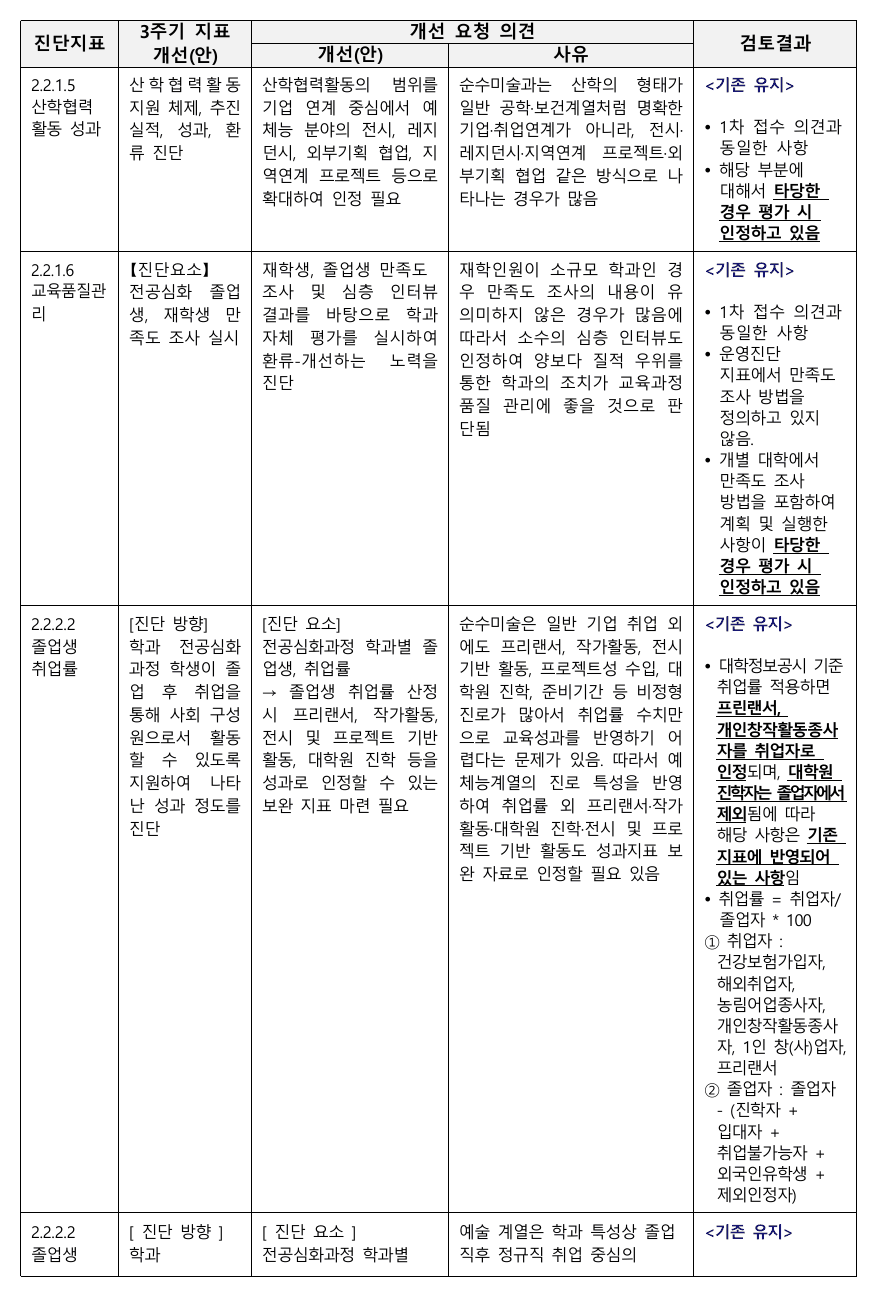 진단지표
3주기 지표
개선(안)
개선 요청 의견
개선(안)
사유
검토결과
2.2.1.5
산학협력
활동 성과
산학협력활동
지원 체제, 추진
실적, 성과, 환
류 진단
산학협력활동의 범위를
기업 연계 중심에서 예
체능 분야의 전시, 레지
던시, 외부기획 협업, 지
역연계 프로젝트 등으로
확대하여 인정 필요
순수미술과는 산학의 형태가
일반 공학·보건계열처럼 명확한
기업·취업연계가 아니라, 전시·
레지던시·지역연계 프로젝트·외
부기획 협업 같은 방식으로 나
타나는 경우가 많음
<기존 유지>
• 1차 접수 의견과
동일한 사항
• 해당 부분에
대해서 타당한
경우 평가 시
인정하고 있음
2.2.1.6
교육품질관
리
【진단요소】
전공심화 졸업
생, 재학생 만
족도 조사 실시
재학생, 졸업생 만족도
조사 및 심층 인터뷰
결과를 바탕으로 학과
자체 평가를 실시하여
환류-개선하는 노력을
진단
재학인원이 소규모 학과인 경
우 만족도 조사의 내용이 유
의미하지 않은 경우가 많음에
따라서 소수의 심층 인터뷰도
인정하여 양보다 질적 우위를
통한 학과의 조치가 교육과정
품질 관리에 좋을 것으로 판
단됨
<기존 유지>
• 1차 접수 의견과
동일한 사항
• 운영진단
지표에서 만족도
조사 방법을
정의하고 있지
않음.
• 개별 대학에서
만족도 조사
방법을 포함하여
계획 및 실행한
사항이 타당한
경우 평가 시
인정하고 있음
2.2.2.2
졸업생
취업률
[진단 방향]
학과 전공심화
과정 학생이 졸
업 후 취업을
통해 사회 구성
원으로서 활동
할 수 있도록
지원하여 나타
난 성과 정도를
진단
[진단 요소]
전공심화과정 학과별 졸
업생, 취업률
→ 졸업생 취업률 산정
시 프리랜서, 작가활동,
전시 및 프로젝트 기반
활동, 대학원 진학 등을
성과로 인정할 수 있는
보완 지표 마련 필요
순수미술은 일반 기업 취업 외
에도 프리랜서, 작가활동, 전시
기반 활동, 프로젝트성 수입, 대
학원 진학, 준비기간 등 비정형
진로가 많아서 취업률 수치만
으로 교육성과를 반영하기 어
렵다는 문제가 있음. 따라서 예
체능계열의 진로 특성을 반영
하여 취업률 외 프리랜서·작가
활동·대학원 진학·전시 및 프로
젝트 기반 활동도 성과지표 보
완 자료로 인정할 필요 있음
<기존 유지>
• 대학정보공시 기준
취업률 적용하면
프린랜서,
개인창작활동종사
자를 취업자로
인정되며, 대학원
진학자는 졸업자에서
제외됨에 따라
해당 사항은 기존
지표에 반영되어
있는 사항임
• 취업률 = 취업자/
졸업자 * 100
① 취업자 :
건강보험가입자,
해외취업자,
농림어업종사자,
개인창작활동종사
자, 1인 창(사)업자,
프리랜서
② 졸업자 : 졸업자
- (진학자 +
입대자 +
취업불가능자 +
외국인유학생 +
제외인정자)
2.2.2.2
졸업생
[ 진단 방향 ]
학과
[ 진단 요소 ]
전공심화과정 학과별
예술 계열은 학과 특성상 졸업
직후 정규직 취업 중심의
<기존 유지>